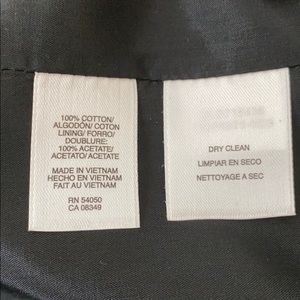 100% COTTON/
ALGODÓN/ COTON
LINING/ FORRO/
DOUBLURE:
100% ACETATE/
ACETATO/ACETATE
MADE IN VIETNAM
HECHO EN VIETNAM
FAIT AU VIETNAM
RN 54050
CA 08349
DRY CLEAN
LIMPIAR EN SECO
NETTOYAGE A SEC